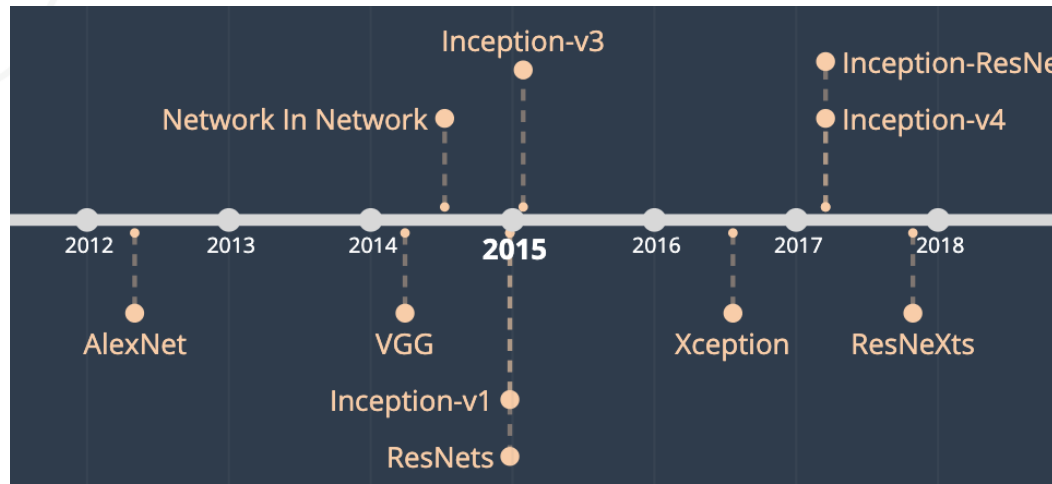 Inception-v3
Inception-ResNe
Network In Network
Inception-v4
2012
2013
2014
2015
2016
2017
2018
AlexNet
VGG
Xception
ResNeXts
Inception-v1
ResNets